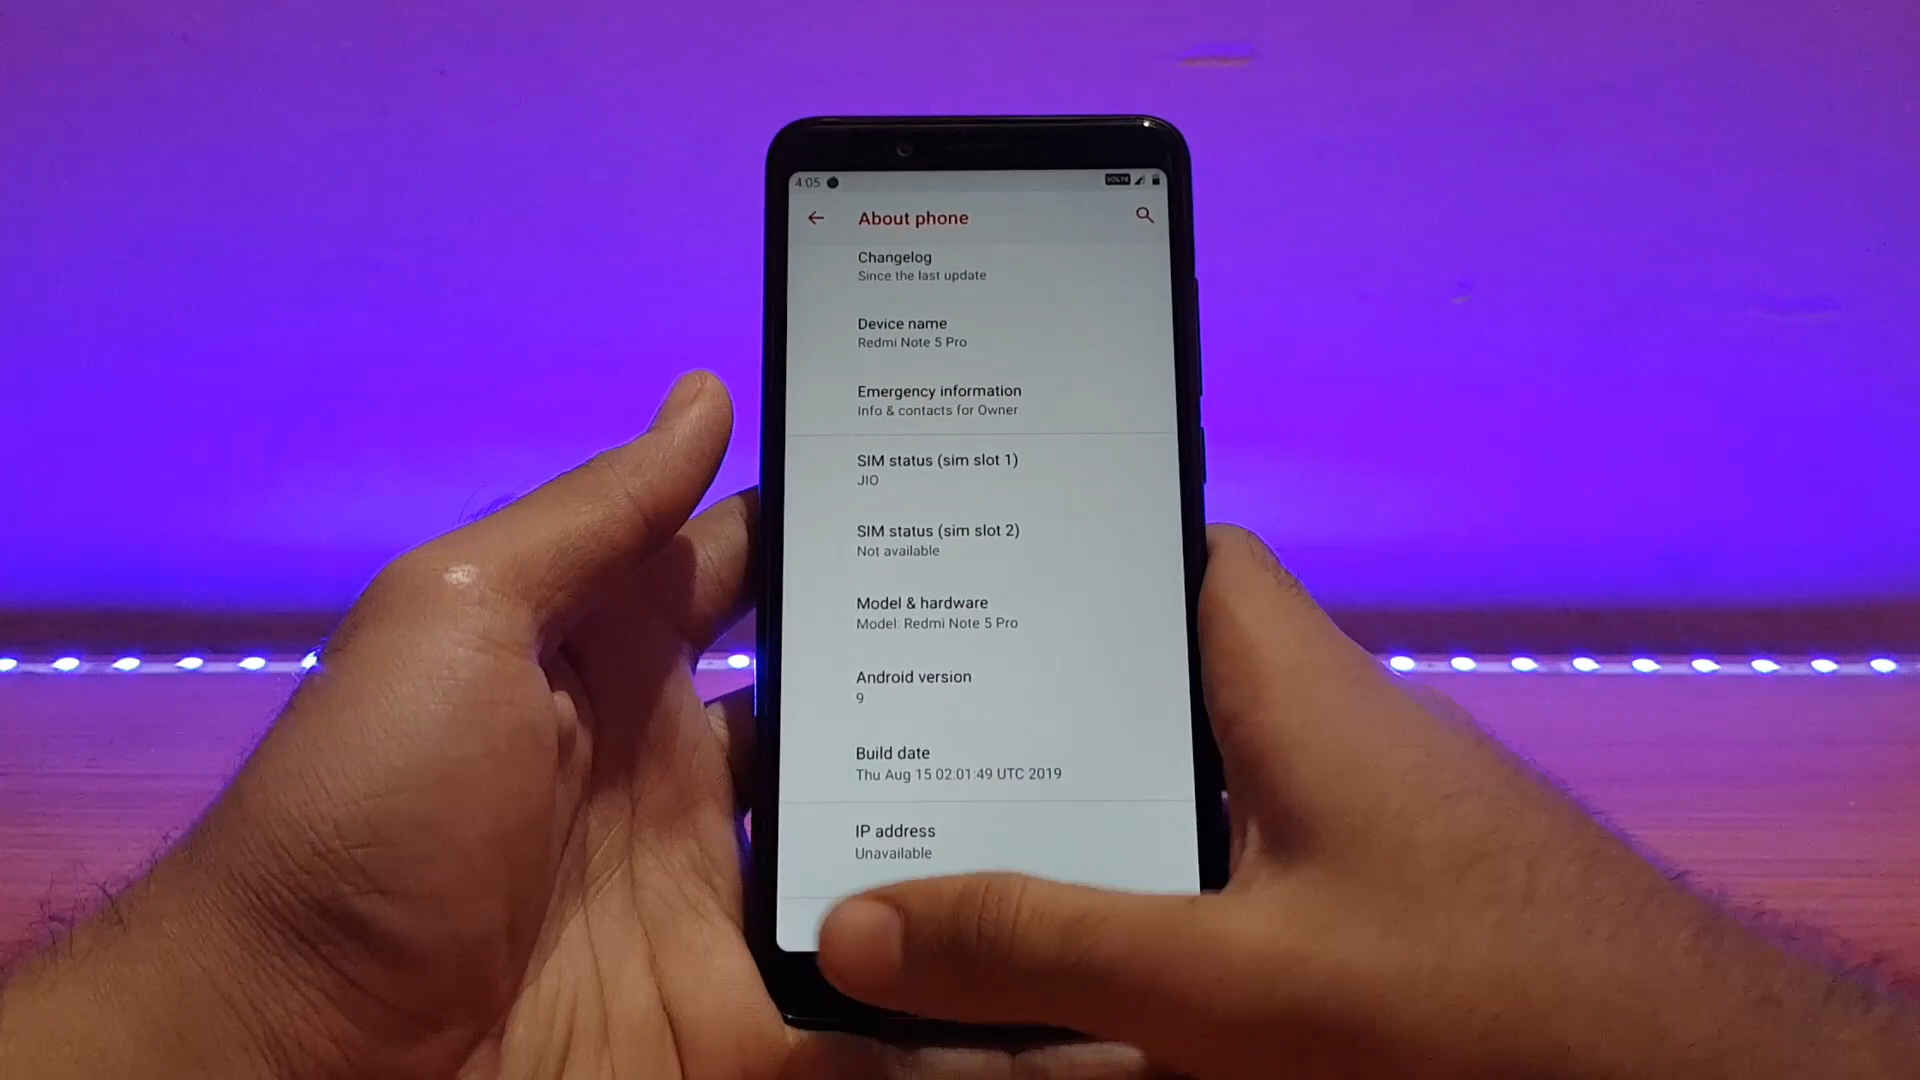 4:05
VOLTE
About phone
Changelog
Since the last update
Device name
Redmi Note 5 Pro
Emergency information
Info & contacts for Owner
SIM status (sim slot 1)
JIO
SIM status (sim slot 2)
Not available
Model & hardware
Model: Redmi Note 5 Pro
Android version
9
Build date
Thu Aug 15 02:01:49 UTC 2019
IP address
Unavailable